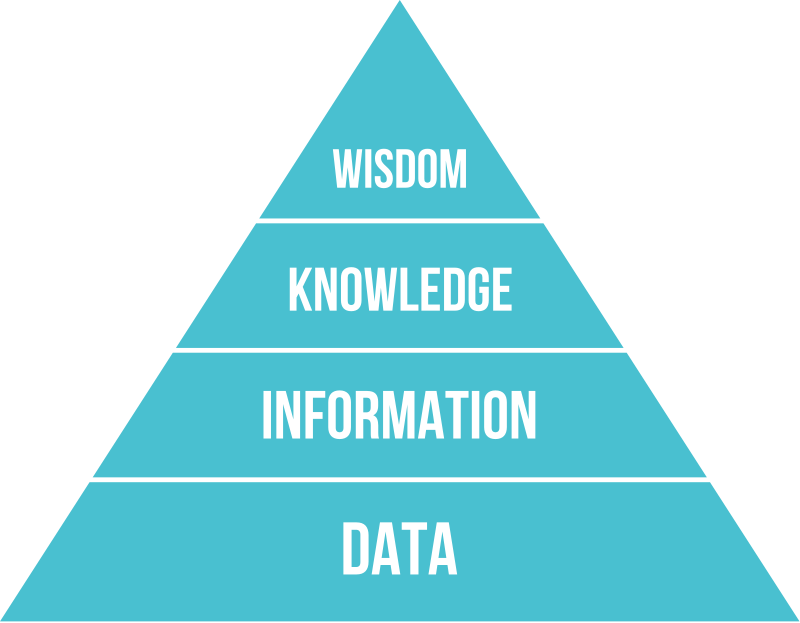 WISDOM
KNOWLEDGE
INFORMATION
DATA